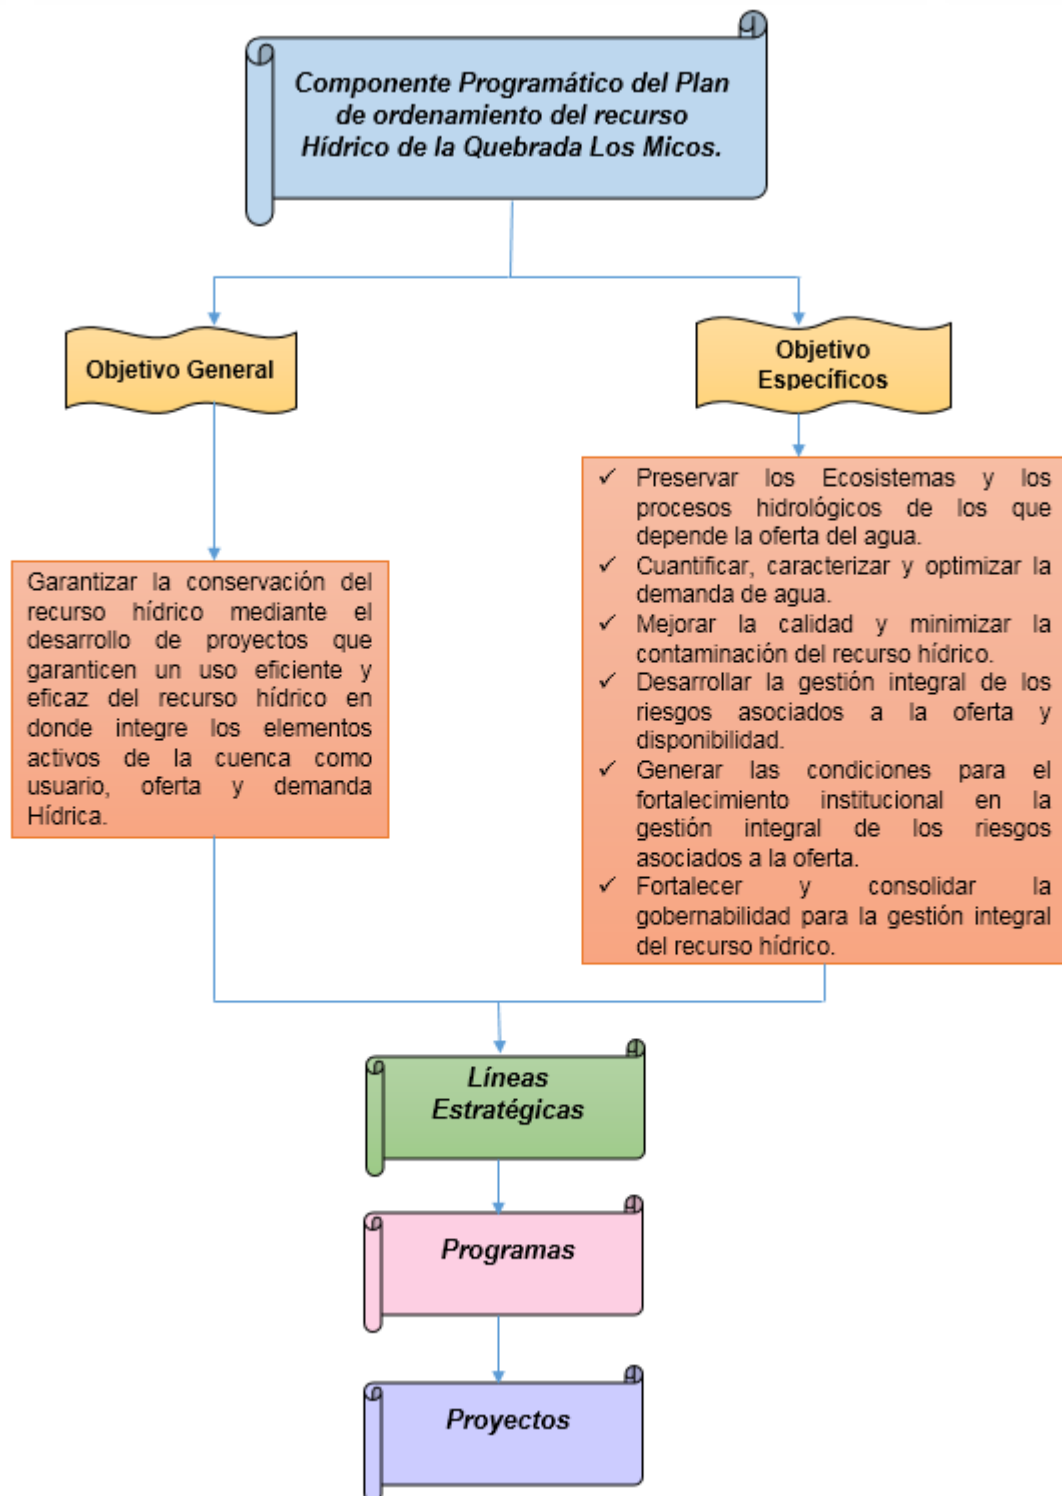 Componente Programático del Plan
de ordenamiento del recurso
Hídrico de la Quebrada Los Micos.
Objetivo General
Objetivo
Específicos
Garantizar la conservación del
recurso hídrico mediante el
desarrollo de proyectos que
garanticen un uso eficiente y
eficaz del recurso hídrico en
donde integre los elementos
activos de la cuenca como
usuario, oferta y demanda
Hídrica.
✓ Preservar los Ecosistemas y los
procesos hidrológicos de los que
depende la oferta del agua.
✓ Cuantificar, caracterizar y optimizar la
demanda de agua.
✓ Mejorar la calidad y minimizar la
contaminación del recurso hídrico.
✓ Desarrollar la gestión integral de los
riesgos asociados a la oferta y
disponibilidad.
✓ Generar las condiciones para el
fortalecimiento institucional en la
gestión integral de los riesgos
asociados a la oferta.
✓ Fortalecer y consolidar la
gobernabilidad para la gestión integral
del recurso hídrico.
Líneas
Estratégicas
Programas
Proyectos